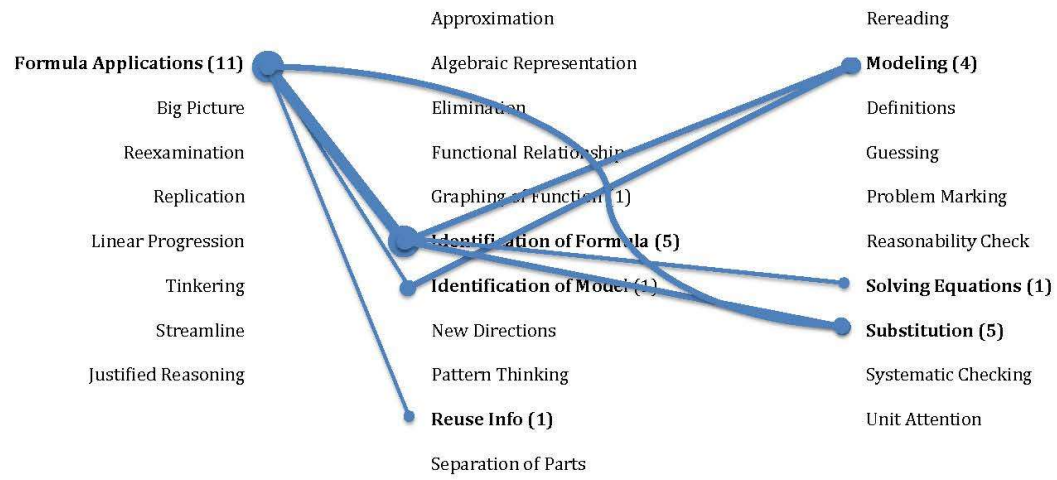 Formula Applications (11)
Big Picture
Reexamination
Replication
Linear Progression
Tinkering
Streamline
Justified Reasoning
Approximation
Algebraic Representation
Elimination
Functional Relationship
Graphing of Function (1)
Identification of Formula (5)
Identification of Model (1)
New Directions
Pattern Thinking
Reuse Info (1)
Separation of Parts
Rereading
Modeling (4)
Definitions
Guessing
Problem Marking
Reasonability Check
Solving Equations (1)
Substitution (5)
Systematic Checking
Unit Attention